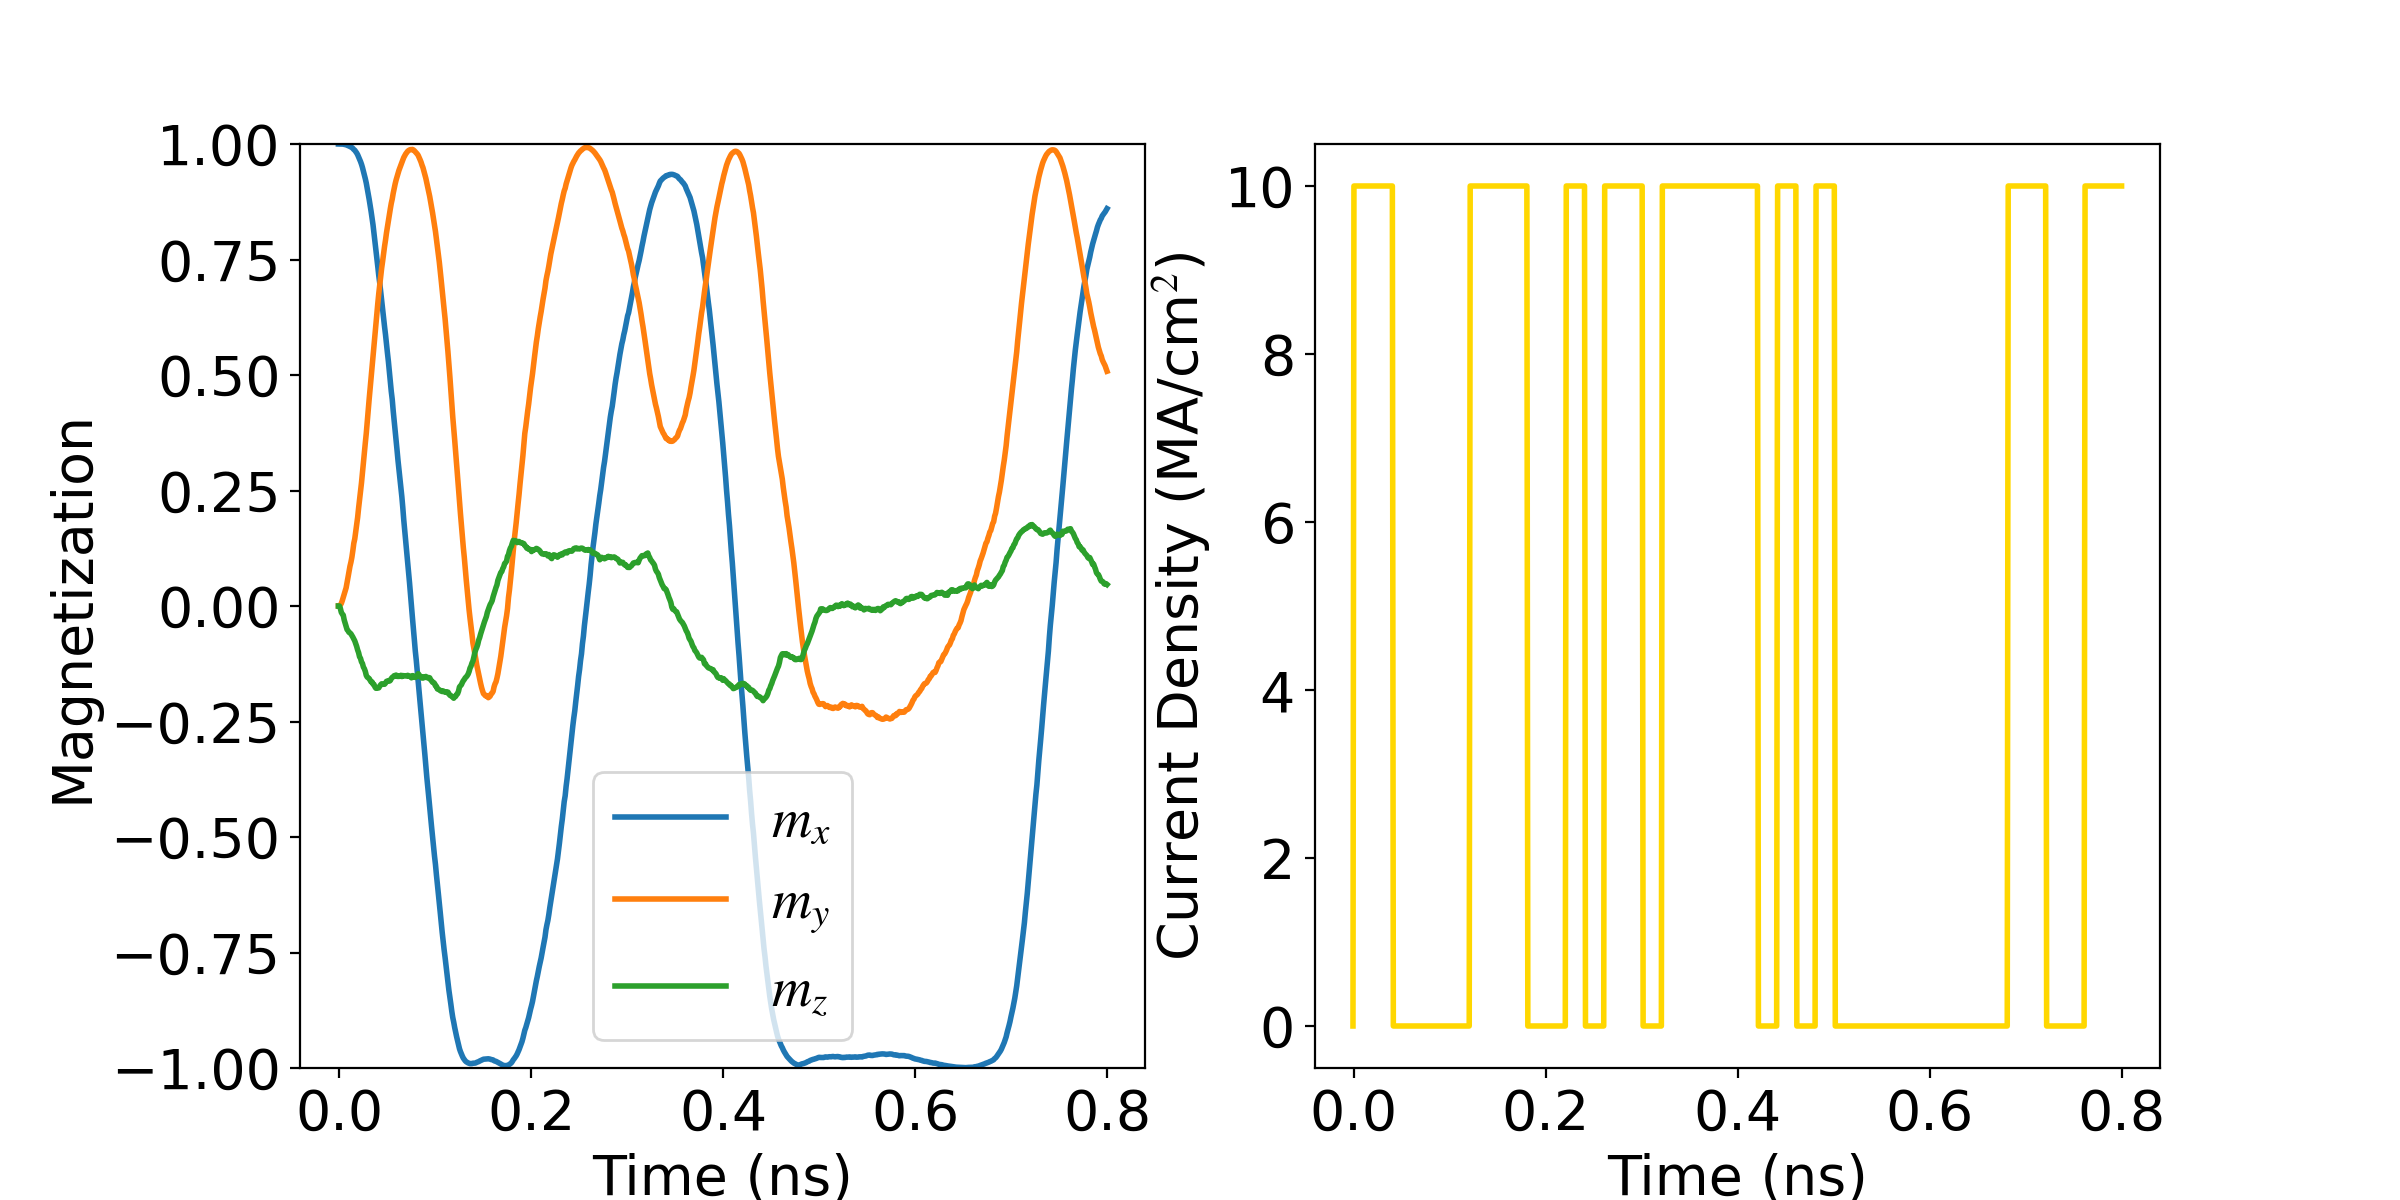 1.00
0.75
0.50
0.25
0.00
−0.25
−0.50
−0.75
−1.00
Magnetization
0.0 0.2 0.4 0.6 0.8
Time (ns)
m_x
m_y
m_z
10
8
6
4
2
0
Current Density (MA/cm²)
0.0 0.2 0.4 0.6 0.8
Time (ns)